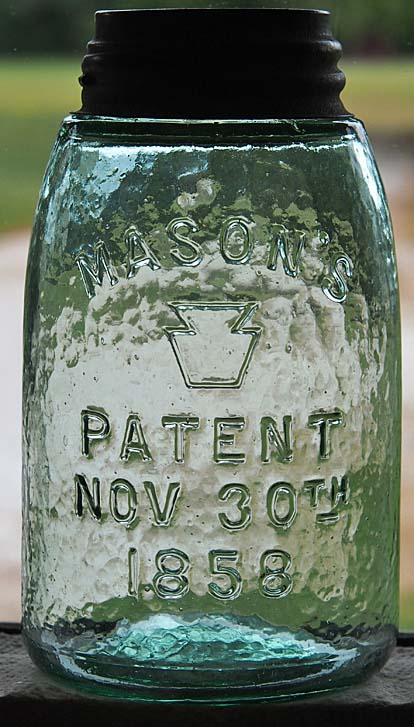 MASON'S
PATENT
NOV 30TH
1858